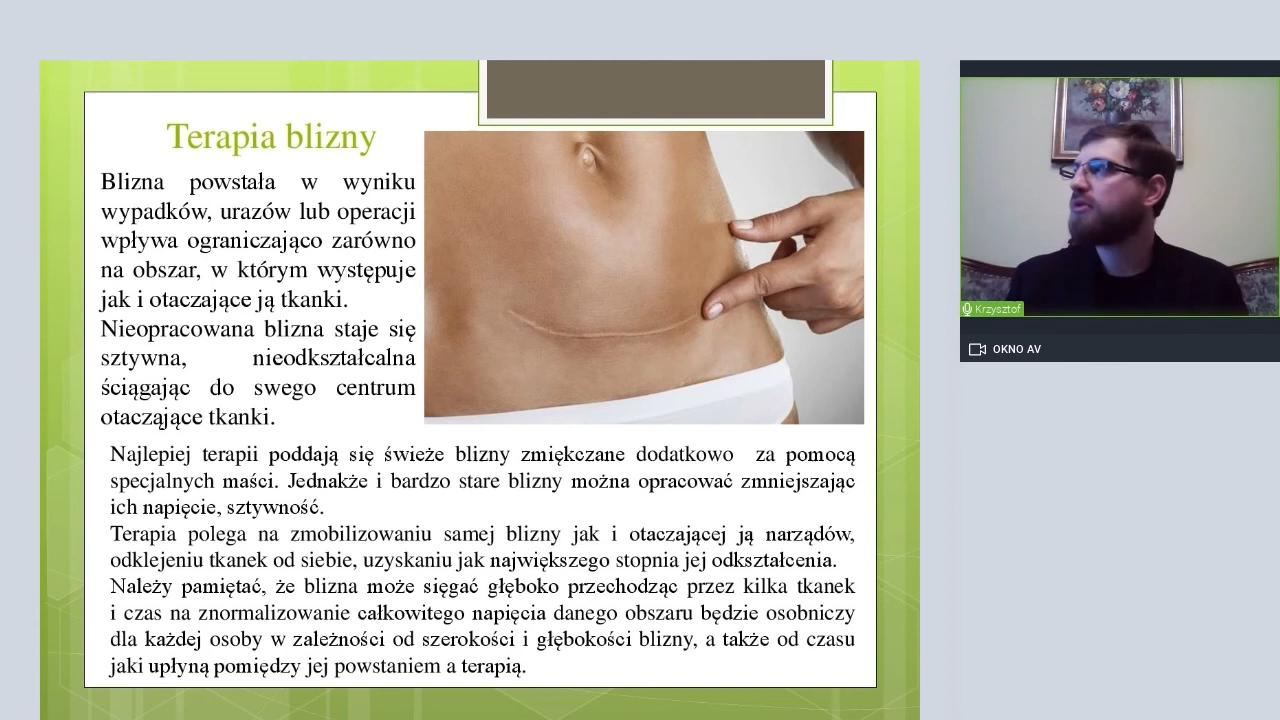 Terapia blizny
Blizna powstała w wyniku
wypadków, urazów lub operacji
wpływa ograniczająco zarówno
na obszar, w którym występuje
jak i otaczające ją tkanki.
Nieopracowana blizna staje się
sztywna, nieodkształcalna
ściągając do swego centrum
otaczające tkanki.
Najlepiej terapii poddają się świeże blizny zmiękczane dodatkowo za pomocą
specjalnych maści. Jednakże i bardzo stare blizny można opracować zmniejszając
ich napięcie, sztywność.
Terapia polega na zmobilizowaniu samej blizny jak i otaczającej ją narządów,
odklejeniu tkanek od siebie, uzyskaniu jak największego stopnia jej odkształcenia.
Należy pamiętać, że blizna może sięgać głęboko przechodząc przez kilka tkanek
i czas na znormalizowanie całkowitego napięcia danego obszaru będzie osobniczy
dla każdej osoby w zależności od szerokości i głębokości blizny, a także od czasu
jaki upłyną pomiędzy jej powstaniem a terapią.
Krzysztof
OKNO AV